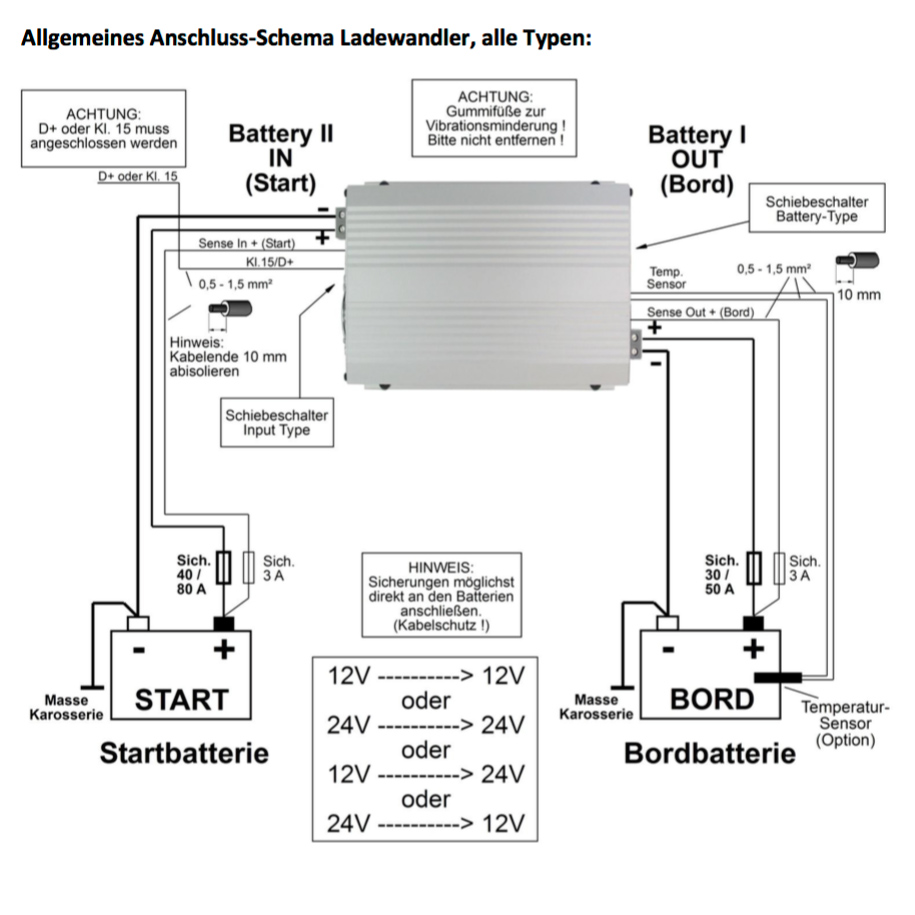 Allgemeines Anschluss-Schema Ladewandler, alle Typen:
ACHTUNG:
D+ oder Kl. 15 muss
angeschlossen werden
D+ oder Kl. 15
Battery II
IN
(Start)
ACHTUNG:
Gummifüße zur
Vibrationsminderung !
Bitte nicht entfernen !
Battery I
OUT
(Bord)
Schiebeschalter
Battery-Type
-
+
Sense In + (Start)
Kl.15/D+
0,5 - 1,5 mm²
Hinweis:
Kabelende 10 mm
abisolieren
Schiebeschalter
Input Type
Temp.
Sensor
0,5 - 1,5 mm²
10 mm
Sense Out + (Bord)
+
-
Sich.
40 /
80 A
Sich.
3 A
HINWEIS:
Sicherungen möglichst
direkt an den Batterien
anschließen.
(Kabelschutz !)
Sich.
30 /
50 A
Sich.
3 A
- +
START
Masse
Karosserie
Startbatterie
12V ----------> 12V
oder
24V ----------> 24V
oder
12V ----------> 24V
oder
24V ----------> 12V
- +
BORD
Masse
Karosserie
Bordbatterie
Temperatur-
Sensor
(Option)